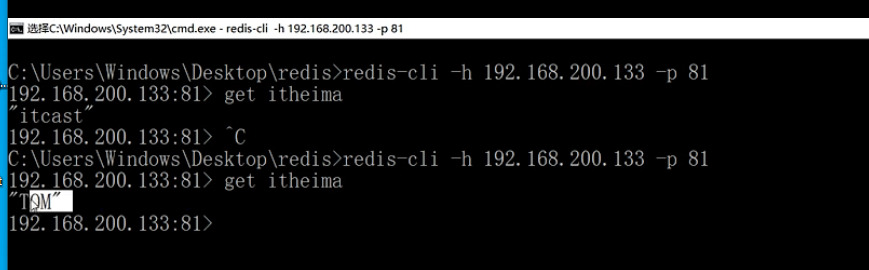 选择C:\Windows\System32\cmd.exe - redis-cli -h 192.168.200.133 -p 81
C:\Users\Windows\Desktop\redis>redis-cli -h 192.168.200.133 -p 81
192.168.200.133:81> get itheima
"itcast"
192.168.200.133:81> ^C
C:\Users\Windows\Desktop\redis>redis-cli -h 192.168.200.133 -p 81
192.168.200.133:81> get itheima
"TOM"
192.168.200.133:81>